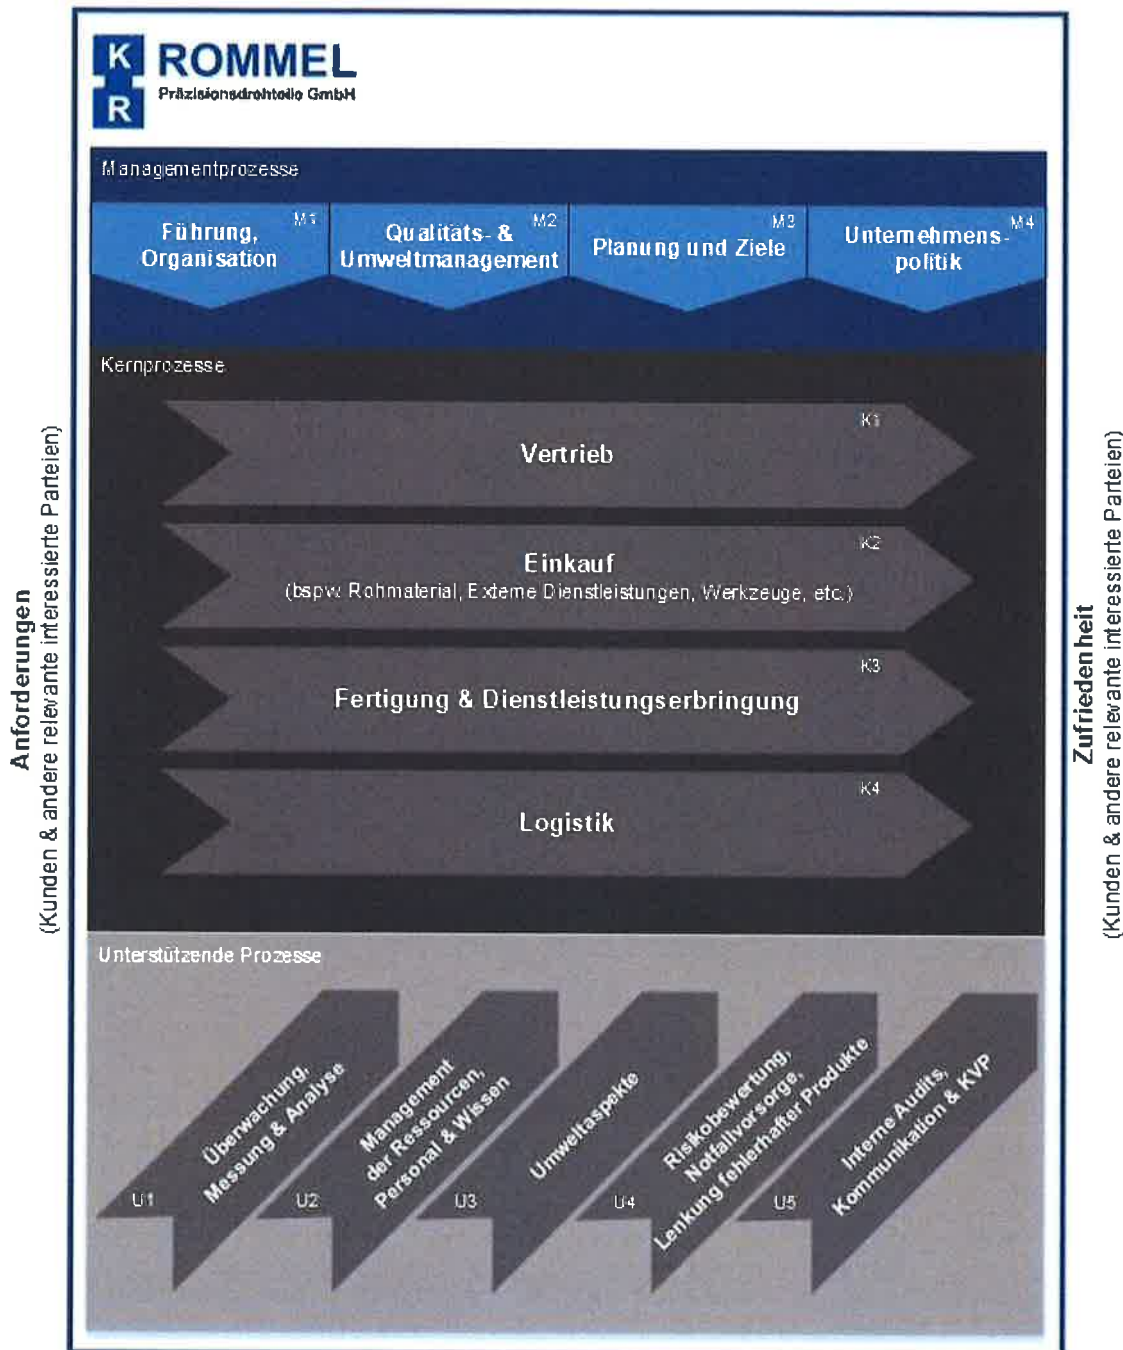 K
R
ROMMEL
Präzisionsdrehteile GmbH
Managementprozesse
Führung,
Organisation
M1
Qualitäts- &
Umweltmanagement
M2
Planung und Ziele
M3
Unternehmens-
politik
M4
Anforderungen
(Kunden & andere relevante interessierte Parteien)
Kernprozesse
K1
Vertrieb
K2
Einkauf
(bspw. Rohmaterial, Externe Dienstleistungen, Werkzeuge, etc.)
K3
Fertigung & Dienstleistungserbringung
K4
Logistik
Zufriedenheit
(Kunden & andere relevante interessierte Parteien)
Unterstützende Prozesse
U1
Überwachung,
Messung & Analyse
U2
Management
der Ressourcen,
Personal & Wissen
U3
Umweltaspekte
U4
Risikobewertung,
Notfallvorsorge,
Lenkung fehlerhafter Produkte
U5
Interne Audits,
Kommunikation & KVP